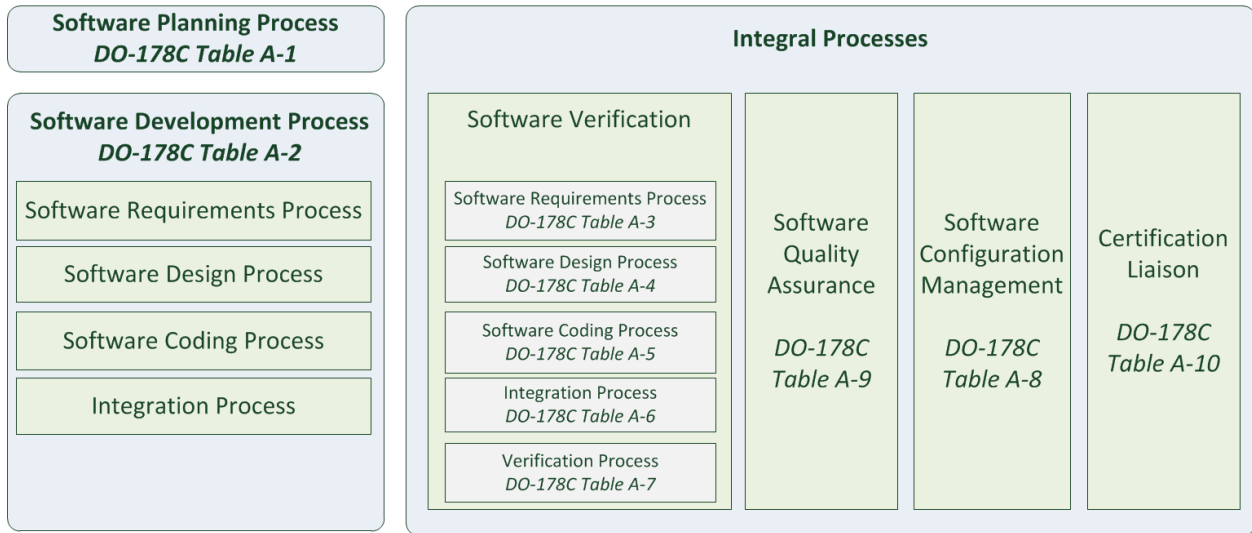 Software Planning Process
DO-178C Table A-1
Software Development Process
DO-178C Table A-2
Software Requirements Process
Software Design Process
Software Coding Process
Integration Process
Integral Processes
Software Verification
Software Requirements Process
DO-178C Table A-3
Software Design Process
DO-178C Table A-4
Software Coding Process
DO-178C Table A-5
Integration Process
DO-178C Table A-6
Verification Process
DO-178C Table A-7
Software
Quality
Assurance
DO-178C
Table A-9
Software
Configuration
Management
DO-178C
Table A-8
Certification
Liaison
DO-178C
Table A-10